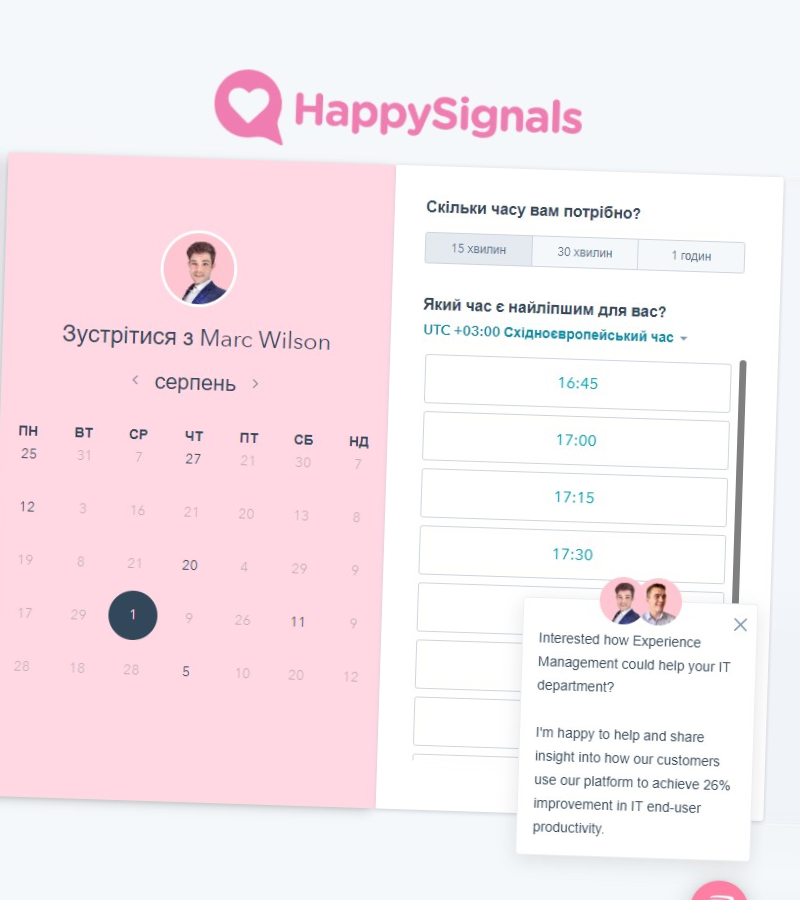 HappySignals
Зустрітися з Marc Wilson
серпень
ПН ВТ СР ЧТ ПТ СБ НД
25 31 7 27 21 30 7
12 3 16 21 20 13 8
19 8 21 20 4 29 9
17 29 1 9 26 11 9
28 18 28 5 10 20 12
Скільки часу вам потрібно?
15 хвилин 30 хвилин 1 годин
Який час є найліпшим для вас?
UTC +03:00 Східноєвропейський час
16:45
17:00
17:15
17:30
Interested how Experience
Management could help your IT
department?
I'm happy to help and share
insight into how our customers
use our platform to achieve 26%
improvement in IT end-user
productivity.